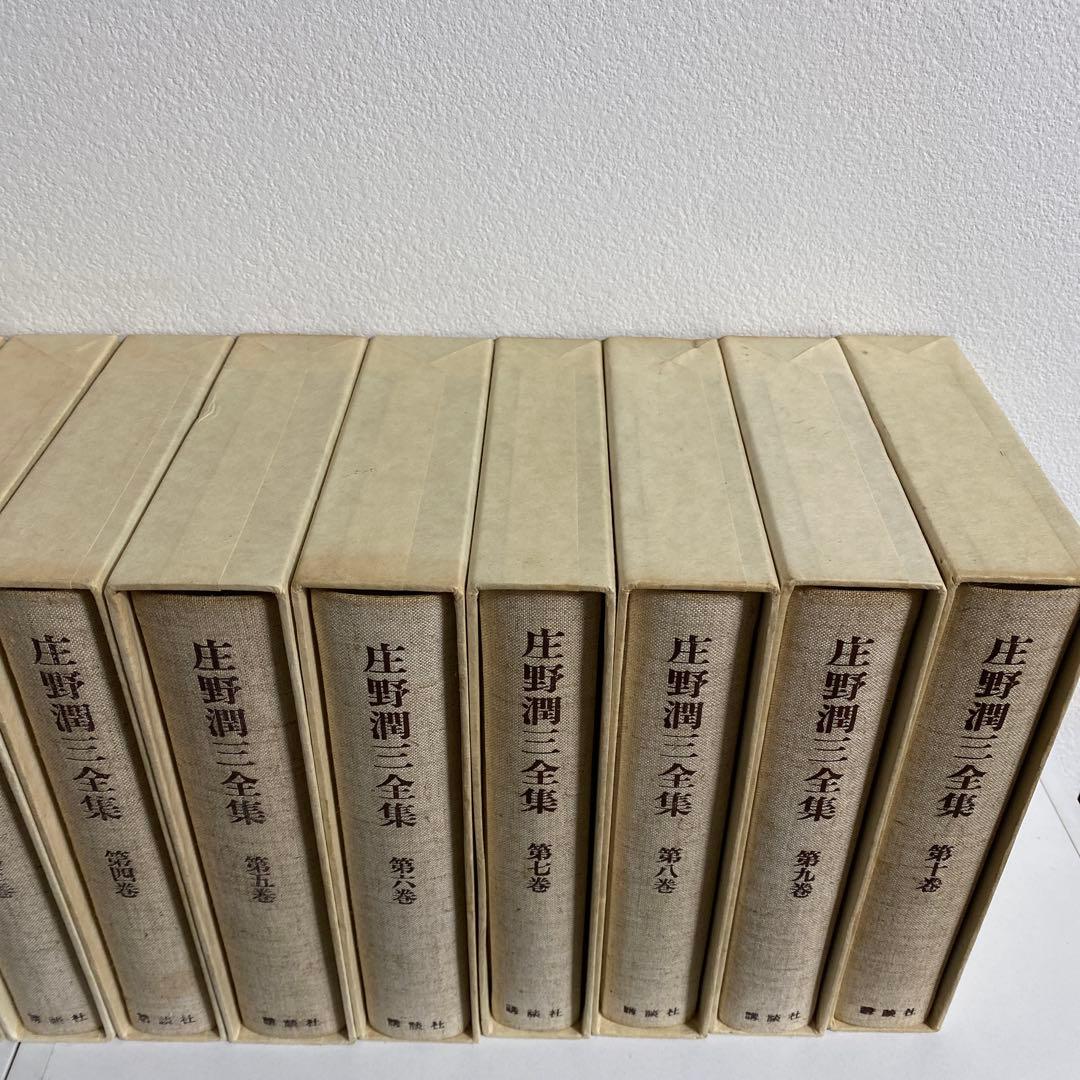 庄野潤三全集 第四巻
講談社
庄野潤三全集 第五巻
講談社
庄野潤三全集 第六巻
講談社
庄野潤三全集 第七巻
講談社
庄野潤三全集 第八巻
講談社
庄野潤三全集 第九巻
講談社
庄野潤三全集 第十巻
講談社